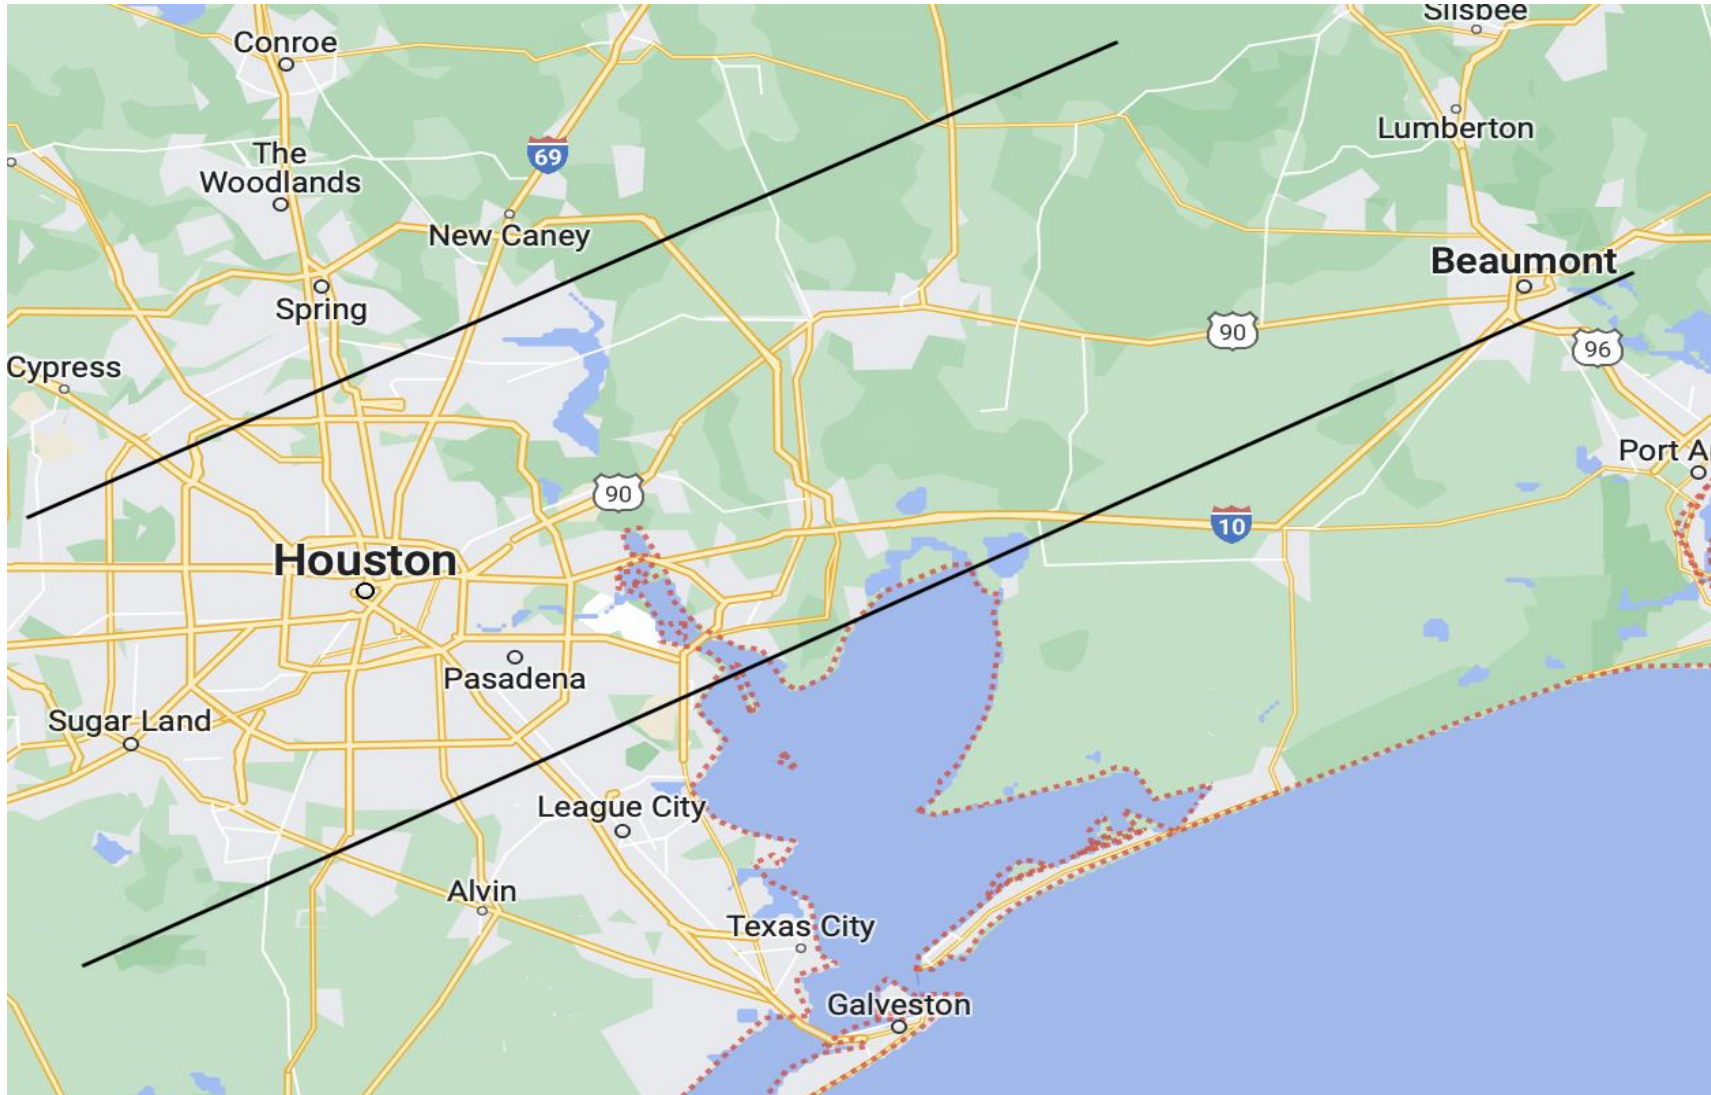 Silsbee
Conroe
Lumberton
69
The
Woodlands
New Caney
Beaumont
Spring
90
96
Cypress
Port A
90
10
Houston
Pasadena
Sugar Land
League City
Alvin
Texas City
Galveston